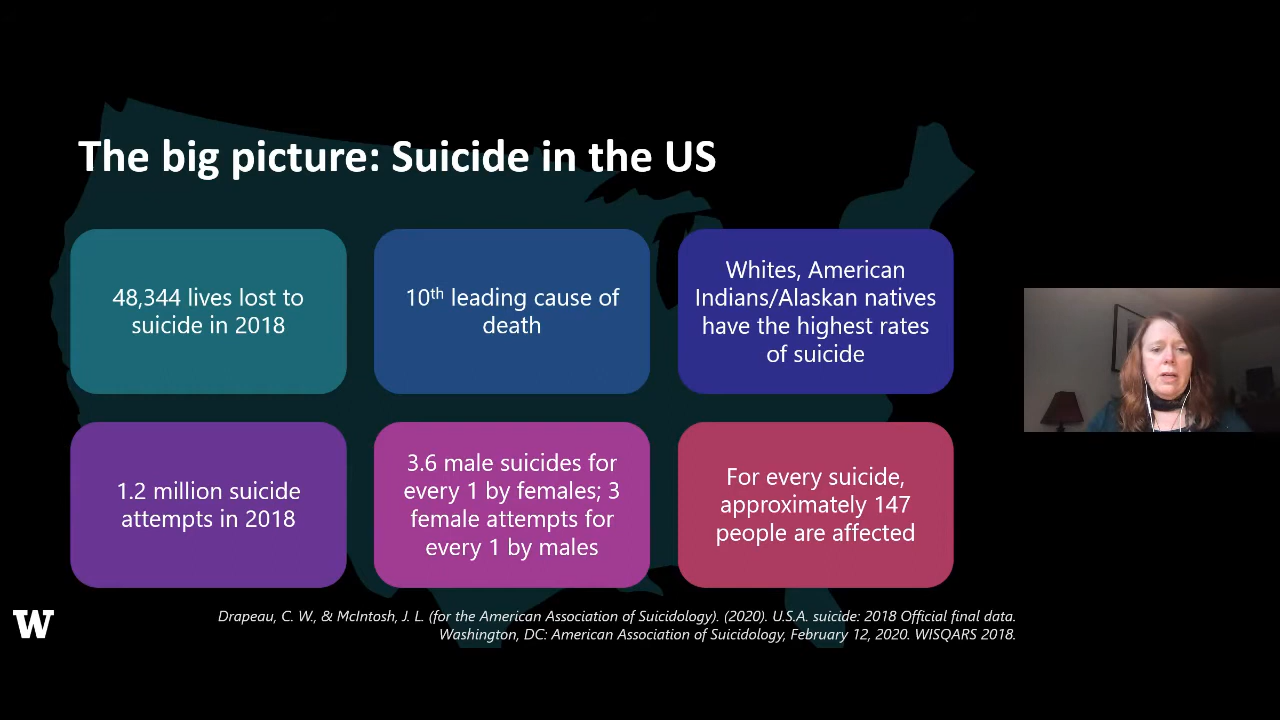 The big picture: Suicide in the US
48,344 lives lost to
suicide in 2018
10th leading cause of
death
Whites, American
Indians/Alaskan natives
have the highest rates
of suicide
1.2 million suicide
attempts in 2018
3.6 male suicides for
every 1 by females; 3
female attempts for
every 1 by males
For every suicide,
approximately 147
people are affected
W
Drapeau, C. W., & McIntosh, J. L. (for the American Association of Suicidology). (2020). U.S.A. suicide: 2018 Official final data.
Washington, DC: American Association of Suicidology, February 12, 2020. WISQARS 2018.